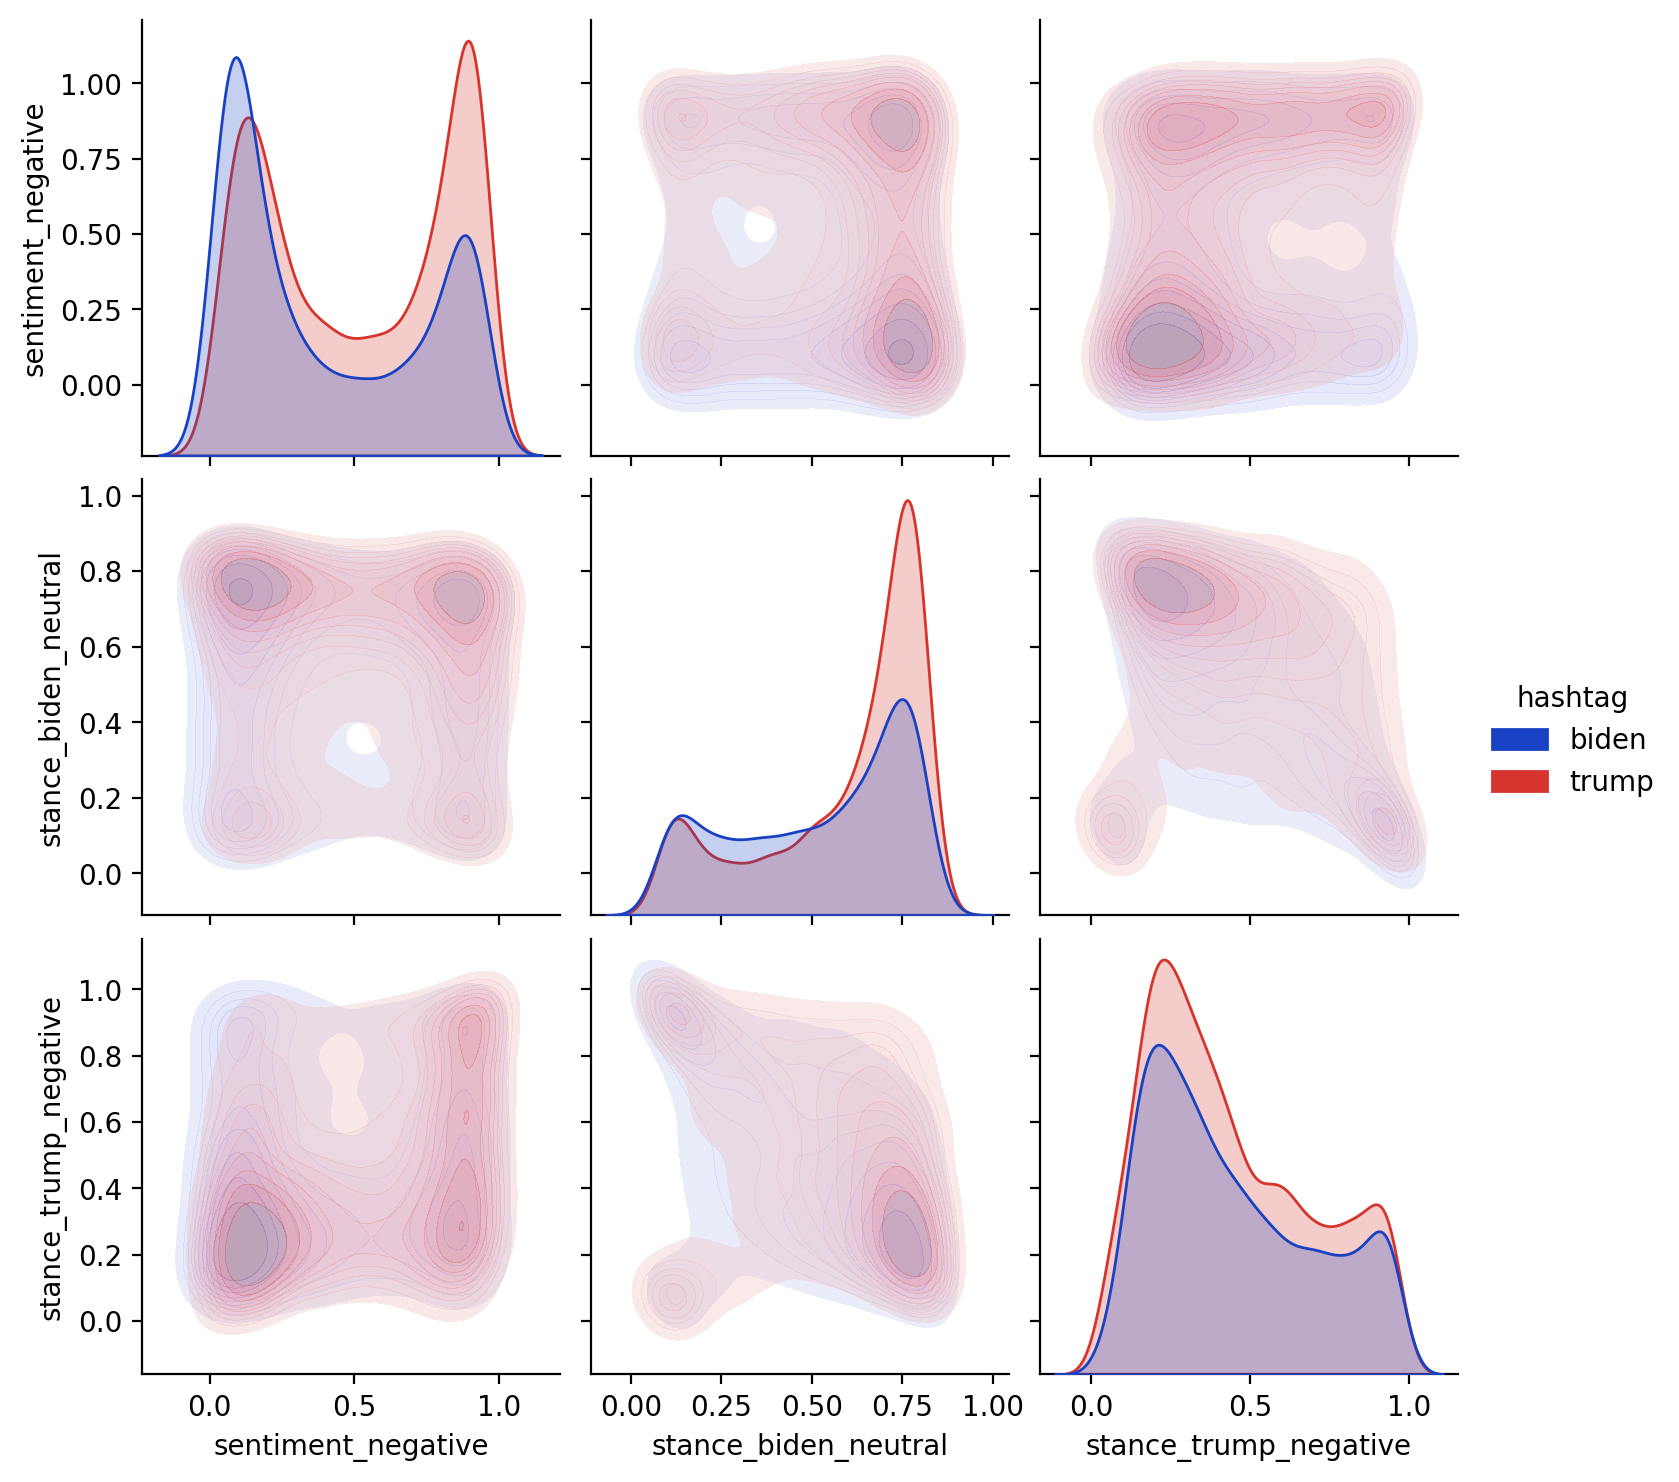 sentiment_negative
1.00
0.75
0.50
0.25
0.00
stance_biden_neutral
1.0
0.8
0.6
0.4
0.2
0.0
hashtag
biden
trump
stance_trump_negative
1.0
0.8
0.6
0.4
0.2
0.0
0.0 0.5 1.0
0.00 0.25 0.50 0.75 1.00
0.0 0.5 1.0
sentiment_negative
stance_biden_neutral
stance_trump_negative